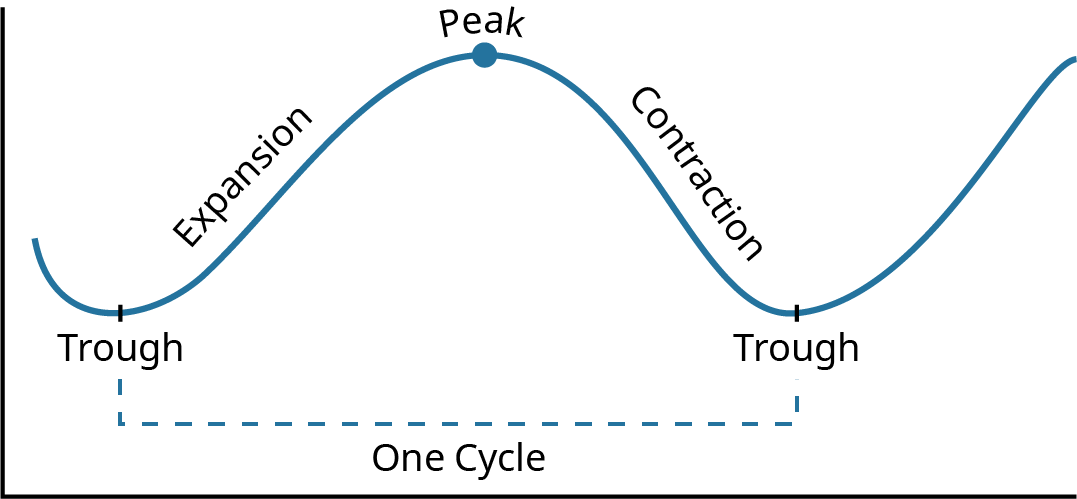 Peak
Expansion
Contraction
Trough
Trough
One Cycle